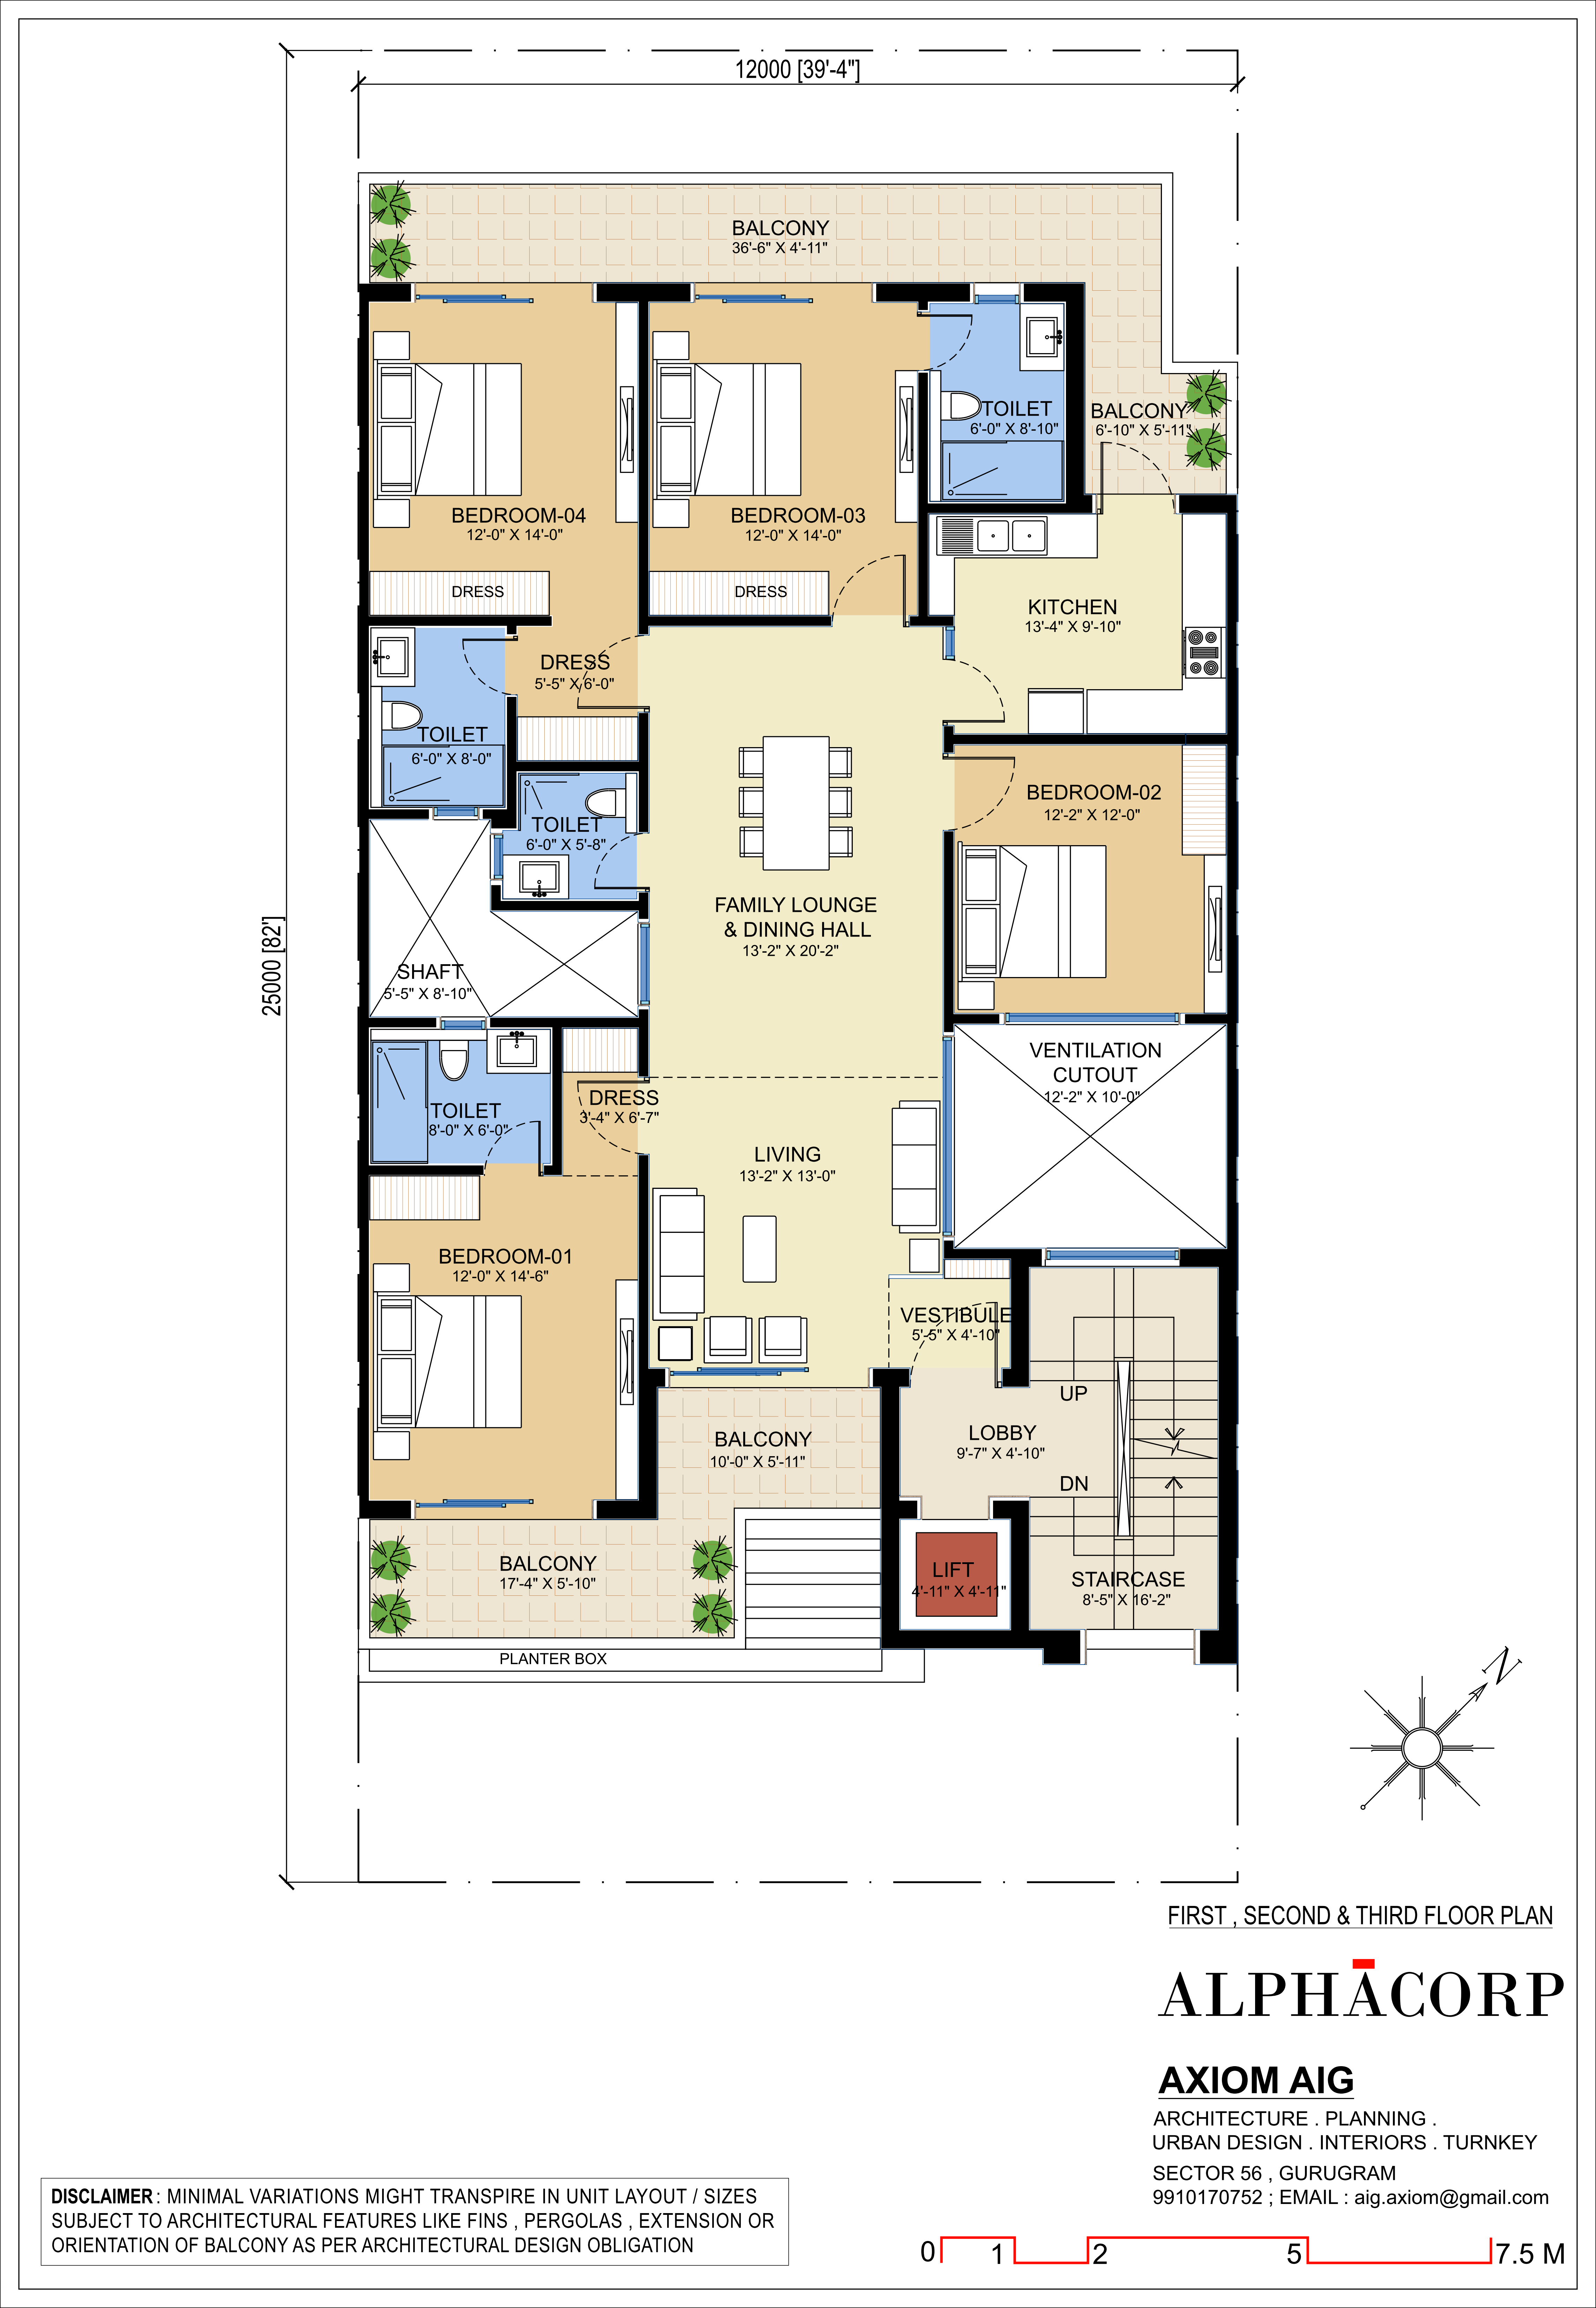 12000 [39'-4"]
BALCONY
36'-6" X 4'-11"
TOILET
6'-0" X 8'-10"
BALCONY
6'-10" X 5'-11"
BEDROOM-04
12'-0" X 14'-0"
BEDROOM-03
12'-0" X 14'-0"
DRESS
DRESS
KITCHEN
13'-4" X 9'-10"
DRESS
5'-5" X 6'-0"
TOILET
6'-0" X 8'-0"
BEDROOM-02
12'-2" X 12'-0"
TOILET
6'-0" X 5'-8"
FAMILY LOUNGE
& DINING HALL
13'-2" X 20'-2"
25000 [82']
SHAFT
5'-5" X 8'-10"
VENTILATION
CUTOUT
12'-2" X 10'-0"
DRESS
3'-4" X 6'-7"
TOILET
8'-0" X 6'-0"
LIVING
13'-2" X 13'-0"
BEDROOM-01
12'-0" X 14'-6"
VESTIBULE
5'-5" X 4'-10"
UP
LOBBY
9'-7" X 4'-10"
BALCONY
10'-0" X 5'-11"
DN
BALCONY
17'-4" X 5'-10"
LIFT
4'-11" X 4'-11"
STAIRCASE
8'-5" X 16'-2"
PLANTER BOX
N
FIRST , SECOND & THIRD FLOOR PLAN
ALPHACORP
AXIOM AIG
ARCHITECTURE . PLANNING .
URBAN DESIGN . INTERIORS . TURNKEY
SECTOR 56 , GURUGRAM
9910170752 ; EMAIL : aig.axiom@gmail.com
DISCLAIMER : MINIMAL VARIATIONS MIGHT TRANSPIRE IN UNIT LAYOUT / SIZES
SUBJECT TO ARCHITECTURAL FEATURES LIKE FINS , PERGOLAS , EXTENSION OR
ORIENTATION OF BALCONY AS PER ARCHITECTURAL DESIGN OBLIGATION
0 1 2 5 7.5 M